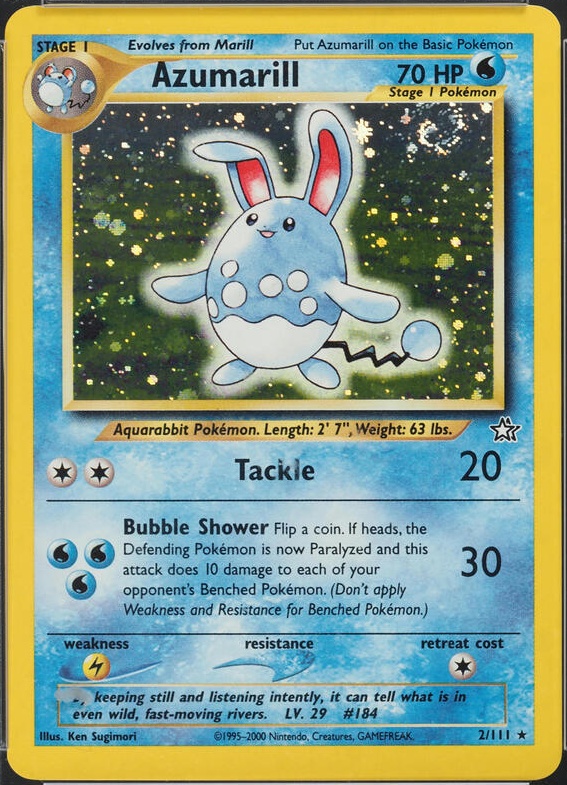 STAGE 1 Evolves from Marill Put Azumarill on the Basic Pokémon
Azumarill 70 HP
Stage 1 Pokémon
Aquarabbit Pokémon. Length: 2' 7", Weight: 63 lbs.
Tackle 20
Bubble Shower Flip a coin. If heads, the
Defending Pokémon is now Paralyzed and this
attack does 10 damage to each of your
opponent's Benched Pokémon. (Don't apply
Weakness and Resistance for Benched Pokémon.)
30
weakness resistance retreat cost
keeping still and listening intently, it can tell what is in
even wild, fast-moving rivers. LV. 29 #184
Illus. Ken Sugimori ©1995-2000 Nintendo, Creatures, GAMEFREAK. 2/111 ★